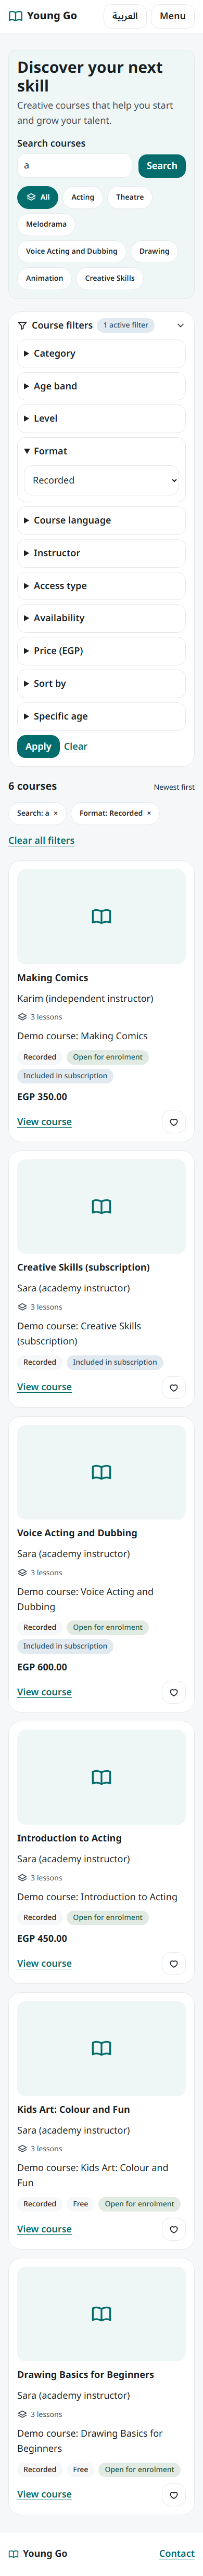 Young Go
العربية
Menu
Discover your next
skill
Creative courses that help you start
and grow your talent.
Search courses
a
Search
All
Acting
Theatre
Melodrama
Voice Acting and Dubbing
Drawing
Animation
Creative Skills
Course filters
1 active filter
Category
Age band
Level
Format
Recorded
Course language
Instructor
Access type
Availability
Price (EGP)
Sort by
Specific age
Apply
Clear
6 courses
Newest first
Search: a ×
Format: Recorded ×
Clear all filters
Making Comics
Karim (independent instructor)
3 lessons
Demo course: Making Comics
Recorded
Open for enrolment
Included in subscription
EGP 350.00
View course
Creative Skills (subscription)
Sara (academy instructor)
3 lessons
Demo course: Creative Skills
(subscription)
Recorded
Included in subscription
View course
Voice Acting and Dubbing
Sara (academy instructor)
3 lessons
Demo course: Voice Acting and
Dubbing
Recorded
Open for enrolment
Included in subscription
EGP 600.00
View course
Introduction to Acting
Sara (academy instructor)
3 lessons
Demo course: Introduction to Acting
Recorded
Open for enrolment
EGP 450.00
View course
Kids Art: Colour and Fun
Sara (academy instructor)
3 lessons
Demo course: Kids Art: Colour and
Fun
Recorded
Free
Open for enrolment
View course
Drawing Basics for Beginners
Sara (academy instructor)
3 lessons
Demo course: Drawing Basics for
Beginners
Recorded
Free
Open for enrolment
View course
Young Go
Contact